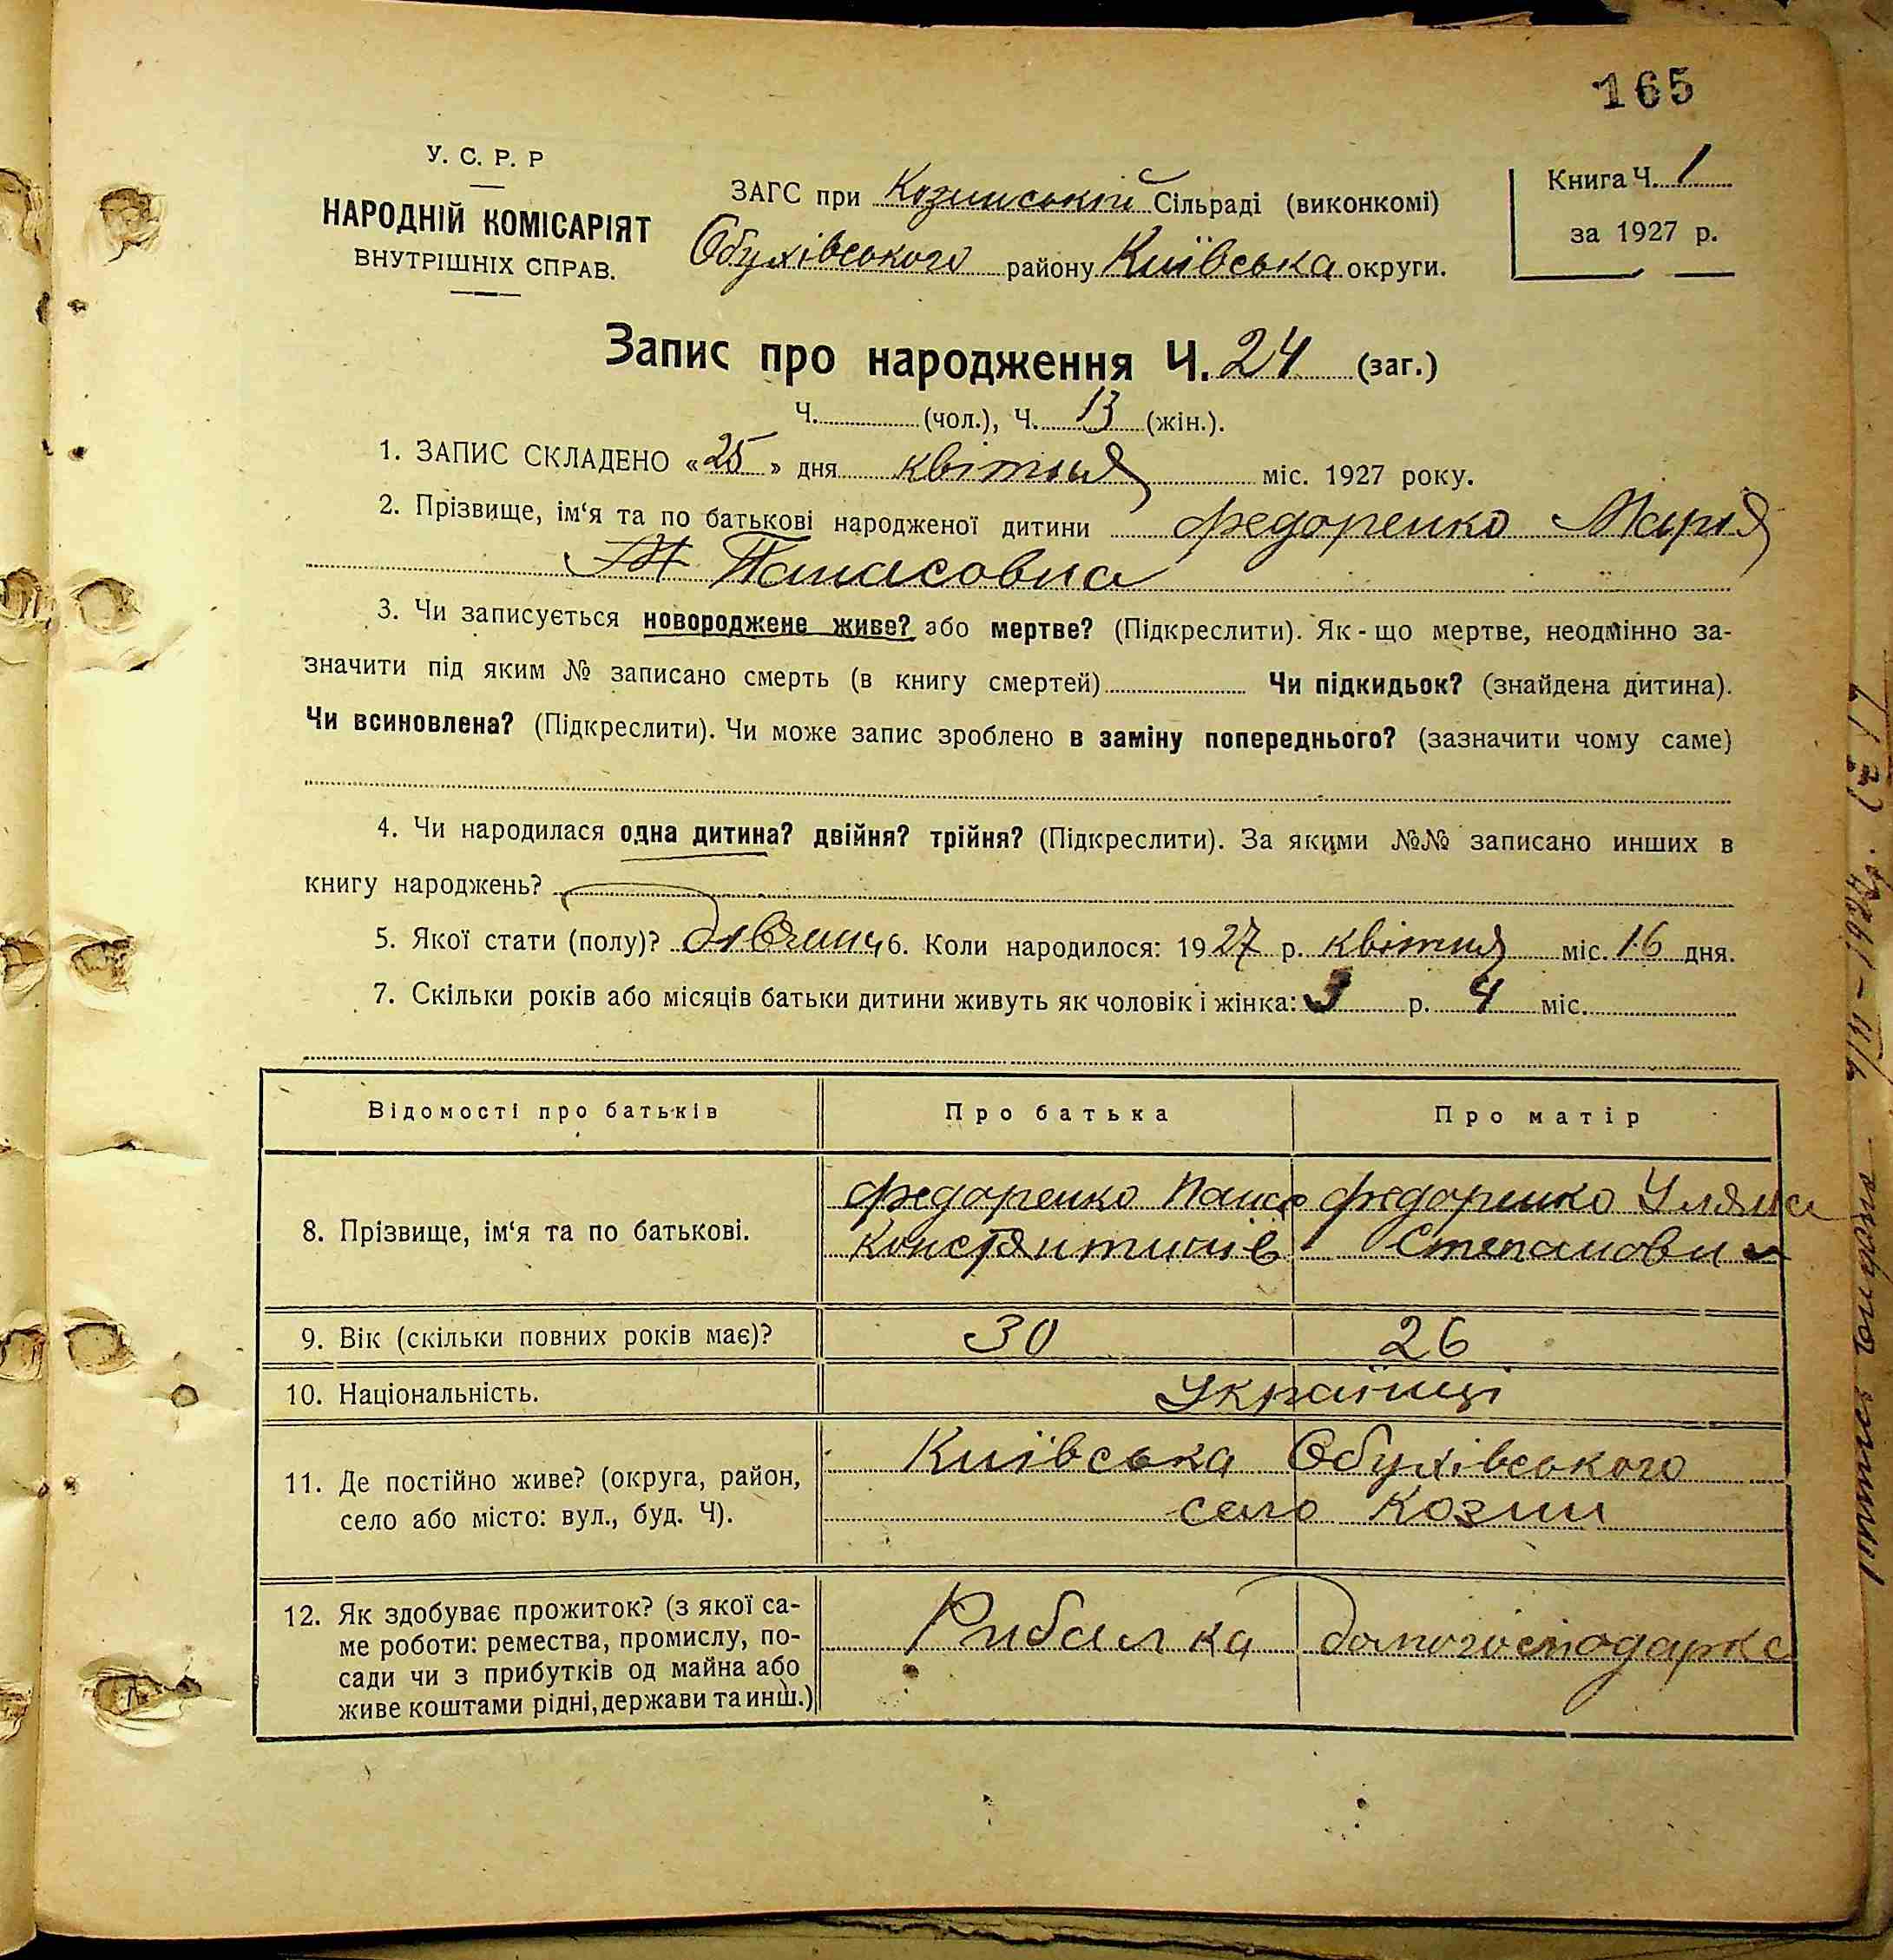 165
У. С. Р. Р
НАРОДНІЙ КОМІСАРІЯТ
ВНУТРІШНІХ СПРАВ.
ЗАГС при Козинській Сільраді (виконкомі)
Обухівського району Київська округи.
Книга Ч. 1
за 1927 р.
Запис про народження Ч. 24 (заг.)
Ч. (чол.), Ч. 13 (жін.).
1. ЗАПИС СКЛАДЕНО «25» дня квітня міс. 1927 року.
2. Прізвище, ім‘я та по батькові народженої дитини Федоренко Марія
Панасовна
3. Чи записується новороджене живе? або мертве? (Підкреслити). Як-що мертве, неодмінно за-
значити під яким № записано смерть (в книгу смертей) Чи підкидьок? (знайдена дитина).
Чи всиновлена? (Підкреслити). Чи може запис зроблено в заміну попереднього? (зазначити чому саме)
4. Чи народилася одна дитина? двійня? трійня? (Підкреслити). За якими №№ записано инших в
книгу народжень?
5. Якої стати (полу)? дівчина 6. Коли народилося: 1927 р. квітня міс. 16 дня.
7. Скільки років або місяців батьки дитини живуть як чоловік і жінка: 3 р. 4 міс.
Відомості про батьків Про батька Про матір
8. Прізвище, ім‘я та по батькові.
Федоренко Панас Федоренко Уляна
Константинів Степановна
9. Вік (скільки повних років має)? 30 26
10. Національність. Українці
11. Де постійно живе? (округа, район,
село або місто: вул., буд. Ч).
Київська Обухівського
село Козин
12. Як здобуває прожиток? (з якої са-
ме роботи: ремества, промислу, по-
сади чи з прибутків од майна або
живе коштами рідні, держави та инш.)
Рибалка домогосподарка